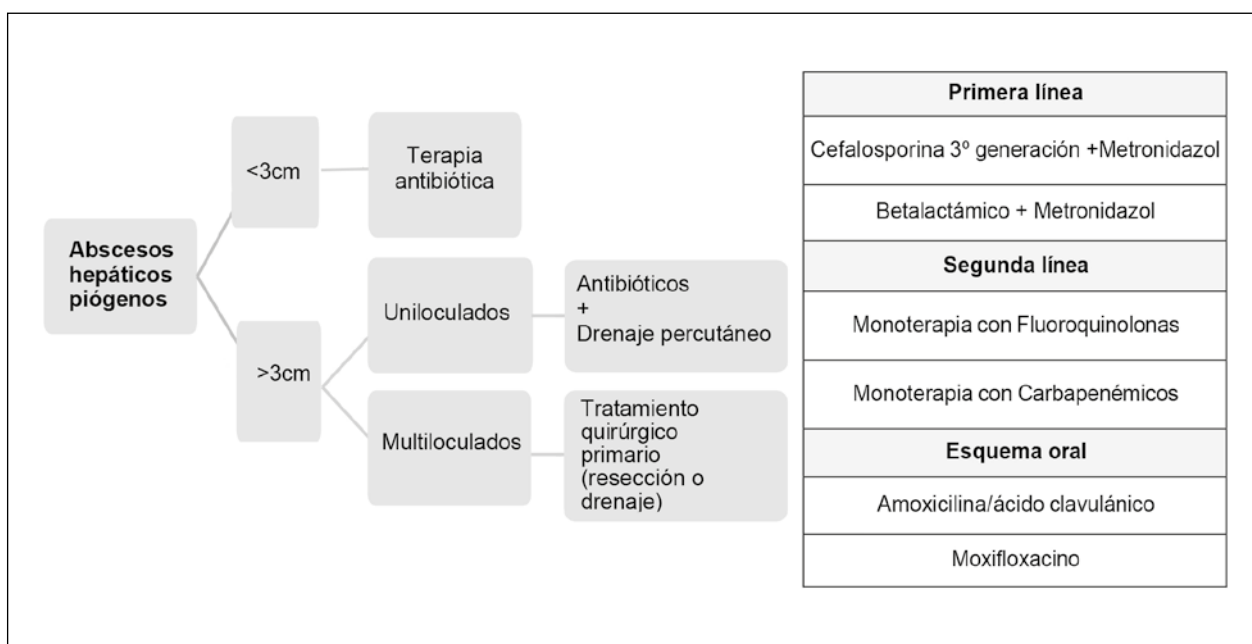 Abscesos
hepáticos
piógenos
<3cm
Terapia
antibiótica
>3cm
Uniloculados
Antibióticos
+
Drenaje percutáneo
Multiloculados
Tratamiento
quirúrgico
primario
(resección o
drenaje)
Primera línea
Cefalosporina 3º generación +Metronidazol
Betalactámico + Metronidazol
Segunda línea
Monoterapia con Fluoroquinolonas
Monoterapia con Carbapenémicos
Esquema oral
Amoxicilina/ácido clavulánico
Moxifloxacino